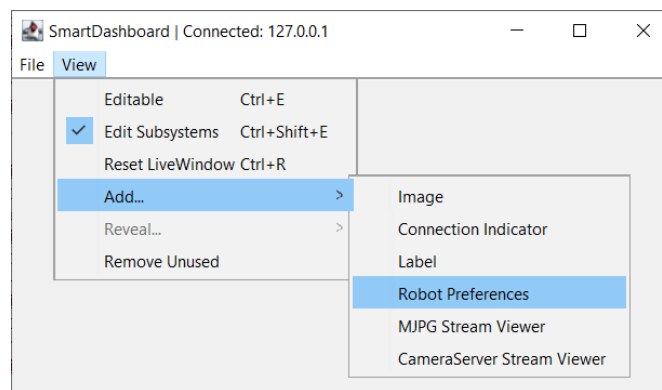 SmartDashboard | Connected: 127.0.0.1
File View
Editable Ctrl+E
Edit Subsystems Ctrl+Shift+E
Reset LiveWindow Ctrl+R
Add... >
Reveal... >
Remove Unused
Image
Connection Indicator
Label
Robot Preferences
MJPG Stream Viewer
CameraServer Stream Viewer